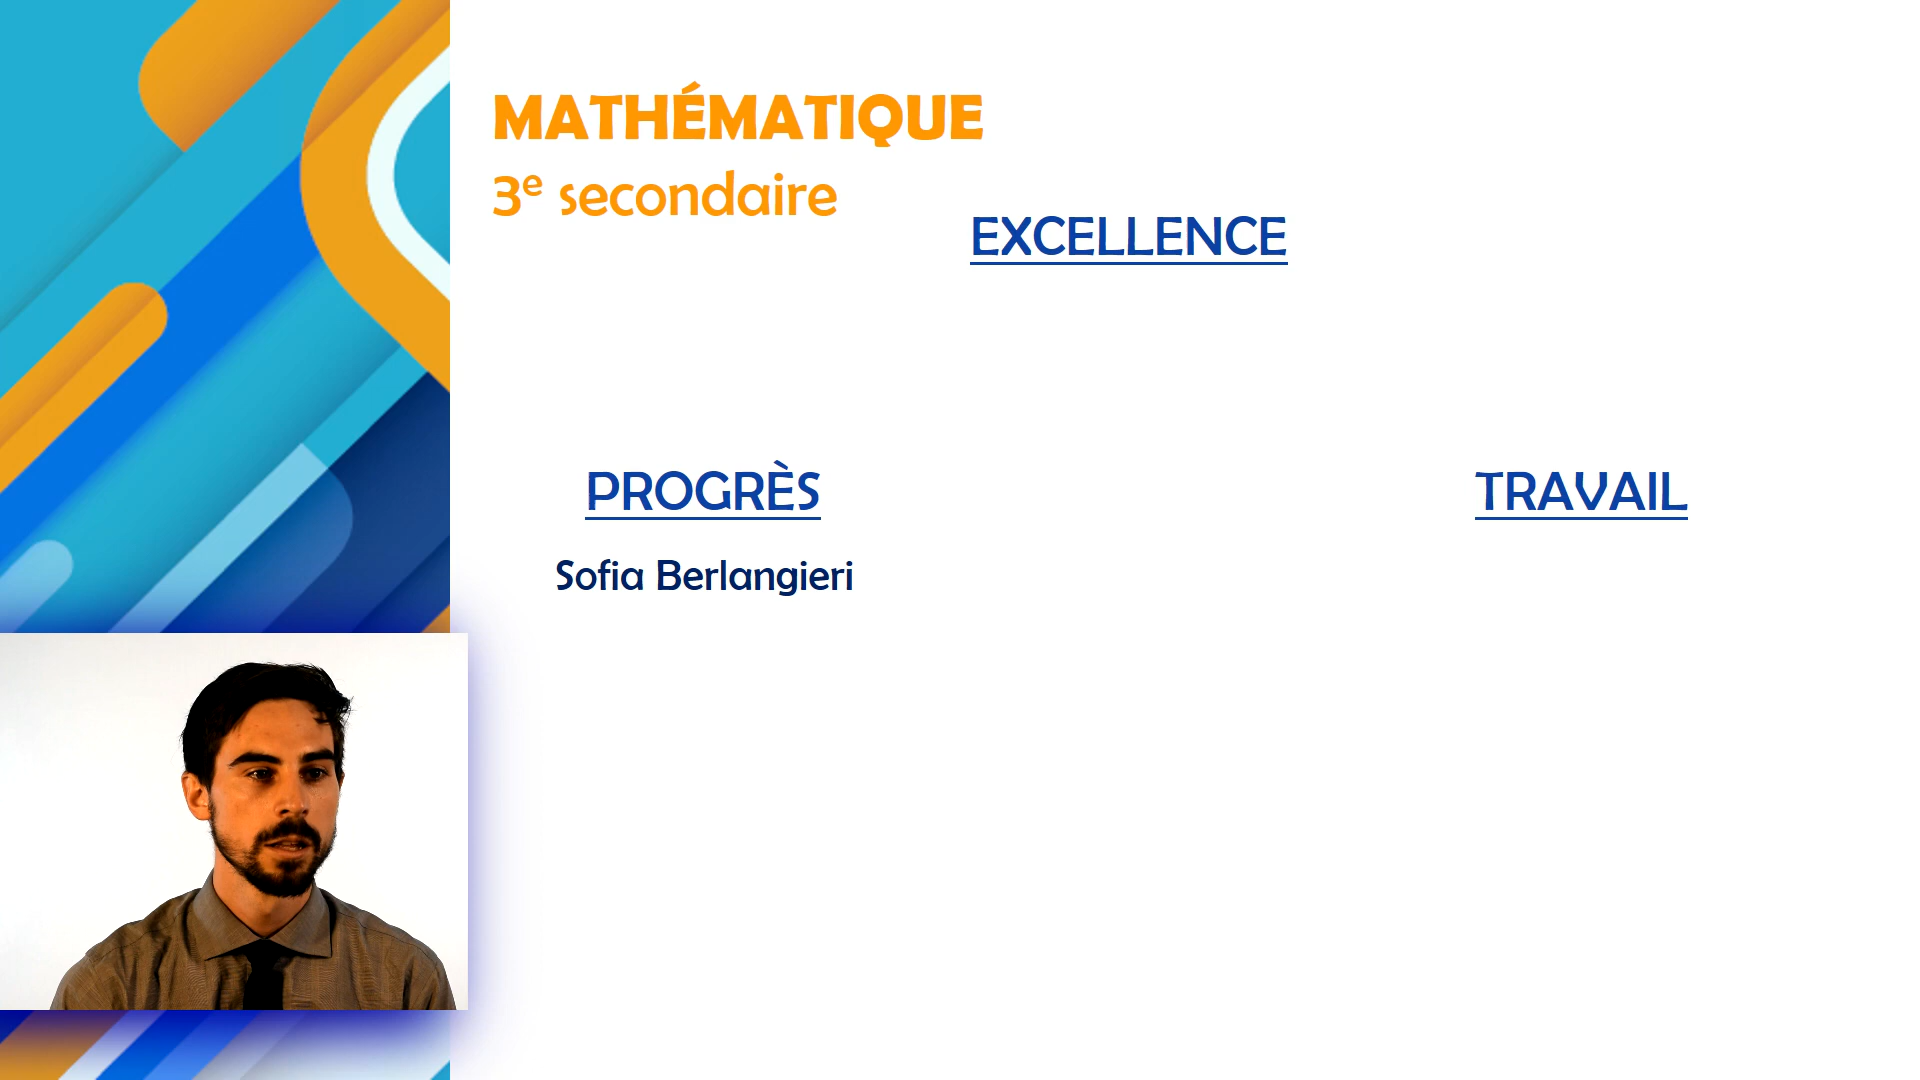 MATHÉMATIQUE
3e secondaire
EXCELLENCE
PROGRÈS
TRAVAIL
Sofia Berlangieri